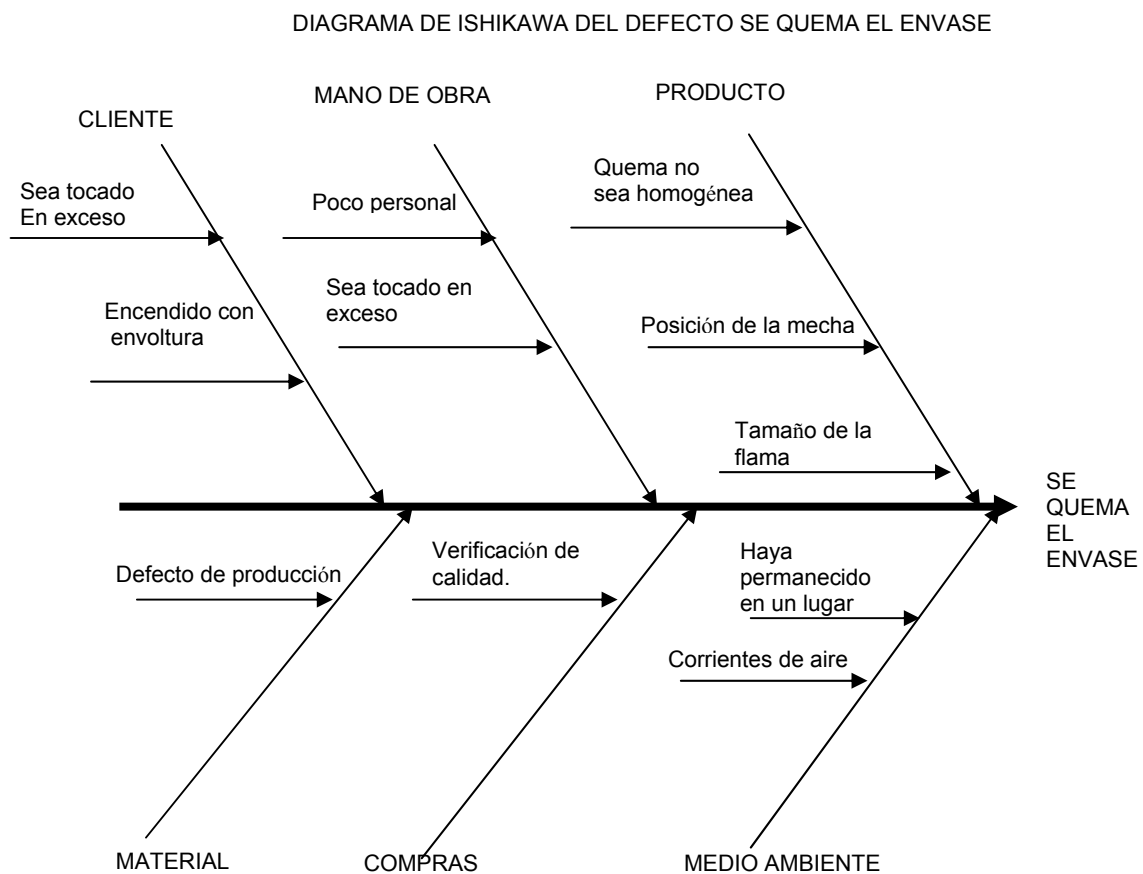 DIAGRAMA DE ISHIKAWA DEL DEFECTO SE QUEMA EL ENVASE
CLIENTE
Sea tocado
En exceso
Encendido con
envoltura
MANO DE OBRA
Poco personal
Sea tocado en
exceso
PRODUCTO
Quema no
sea homogénea
Posición de la mecha
Tamaño de la
flama
SE
QUEMA
EL
ENVASE
Defecto de producción
MATERIAL
Verificación de
calidad.
COMPRAS
Haya
permanecido
en un lugar
Corrientes de aire
MEDIO AMBIENTE